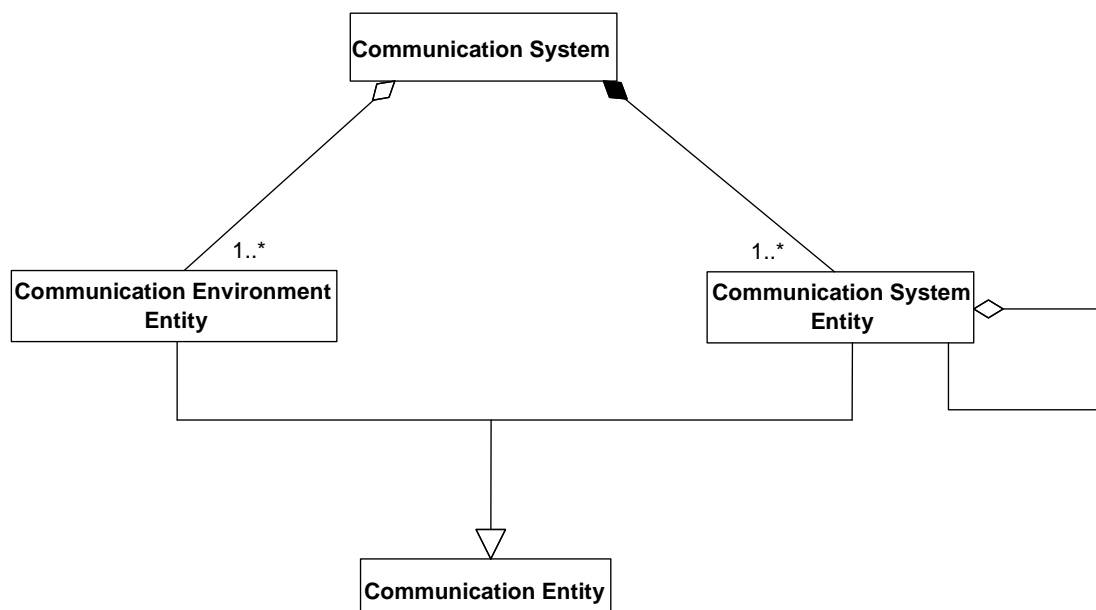 Communication System
1..*
1..*
Communication Environment
Entity
Communication System
Entity
Communication Entity